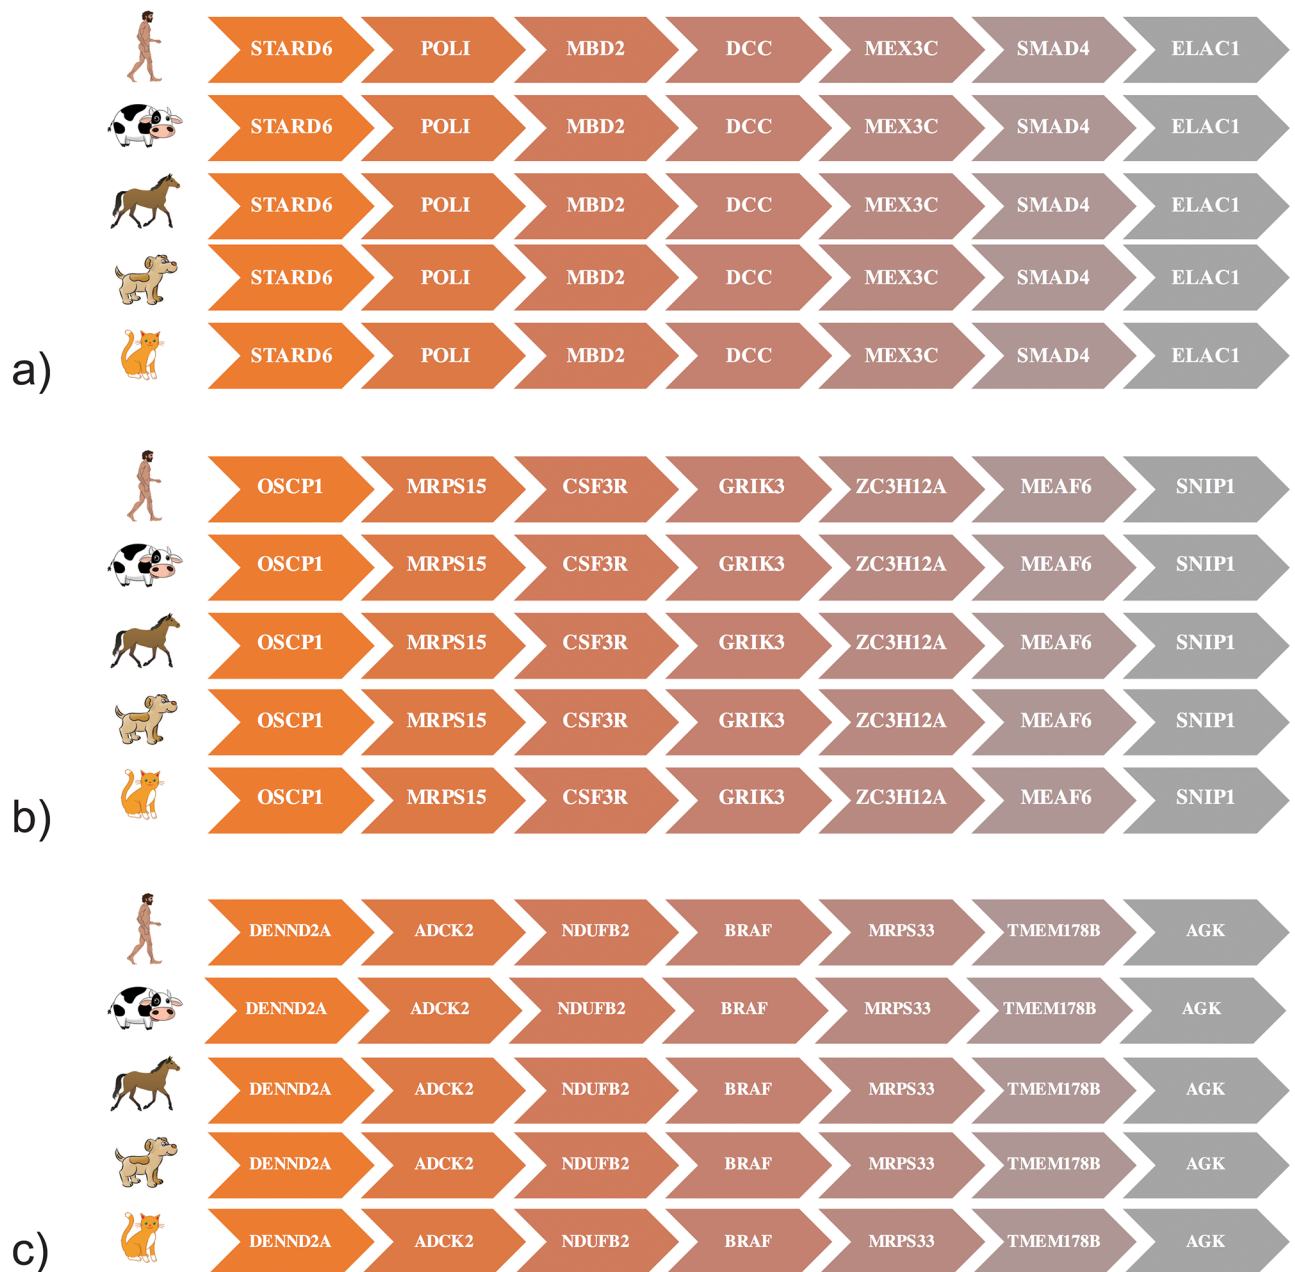 STARD6 POLI MBD2 DCC MEX3C SMAD4 ELAC1
STARD6 POLI MBD2 DCC MEX3C SMAD4 ELAC1
STARD6 POLI MBD2 DCC MEX3C SMAD4 ELAC1
STARD6 POLI MBD2 DCC MEX3C SMAD4 ELAC1
STARD6 POLI MBD2 DCC MEX3C SMAD4 ELAC1
a)
OSCP1 MRPS15 CSF3R GRIK3 ZC3H12A MEAF6 SNIP1
OSCP1 MRPS15 CSF3R GRIK3 ZC3H12A MEAF6 SNIP1
OSCP1 MRPS15 CSF3R GRIK3 ZC3H12A MEAF6 SNIP1
OSCP1 MRPS15 CSF3R GRIK3 ZC3H12A MEAF6 SNIP1
OSCP1 MRPS15 CSF3R GRIK3 ZC3H12A MEAF6 SNIP1
b)
DENND2A ADCK2 NDUFB2 BRAF MRPS33 TMEM178B AGK
DENND2A ADCK2 NDUFB2 BRAF MRPS33 TMEM178B AGK
DENND2A ADCK2 NDUFB2 BRAF MRPS33 TMEM178B AGK
DENND2A ADCK2 NDUFB2 BRAF MRPS33 TMEM178B AGK
DENND2A ADCK2 NDUFB2 BRAF MRPS33 TMEM178B AGK
c)